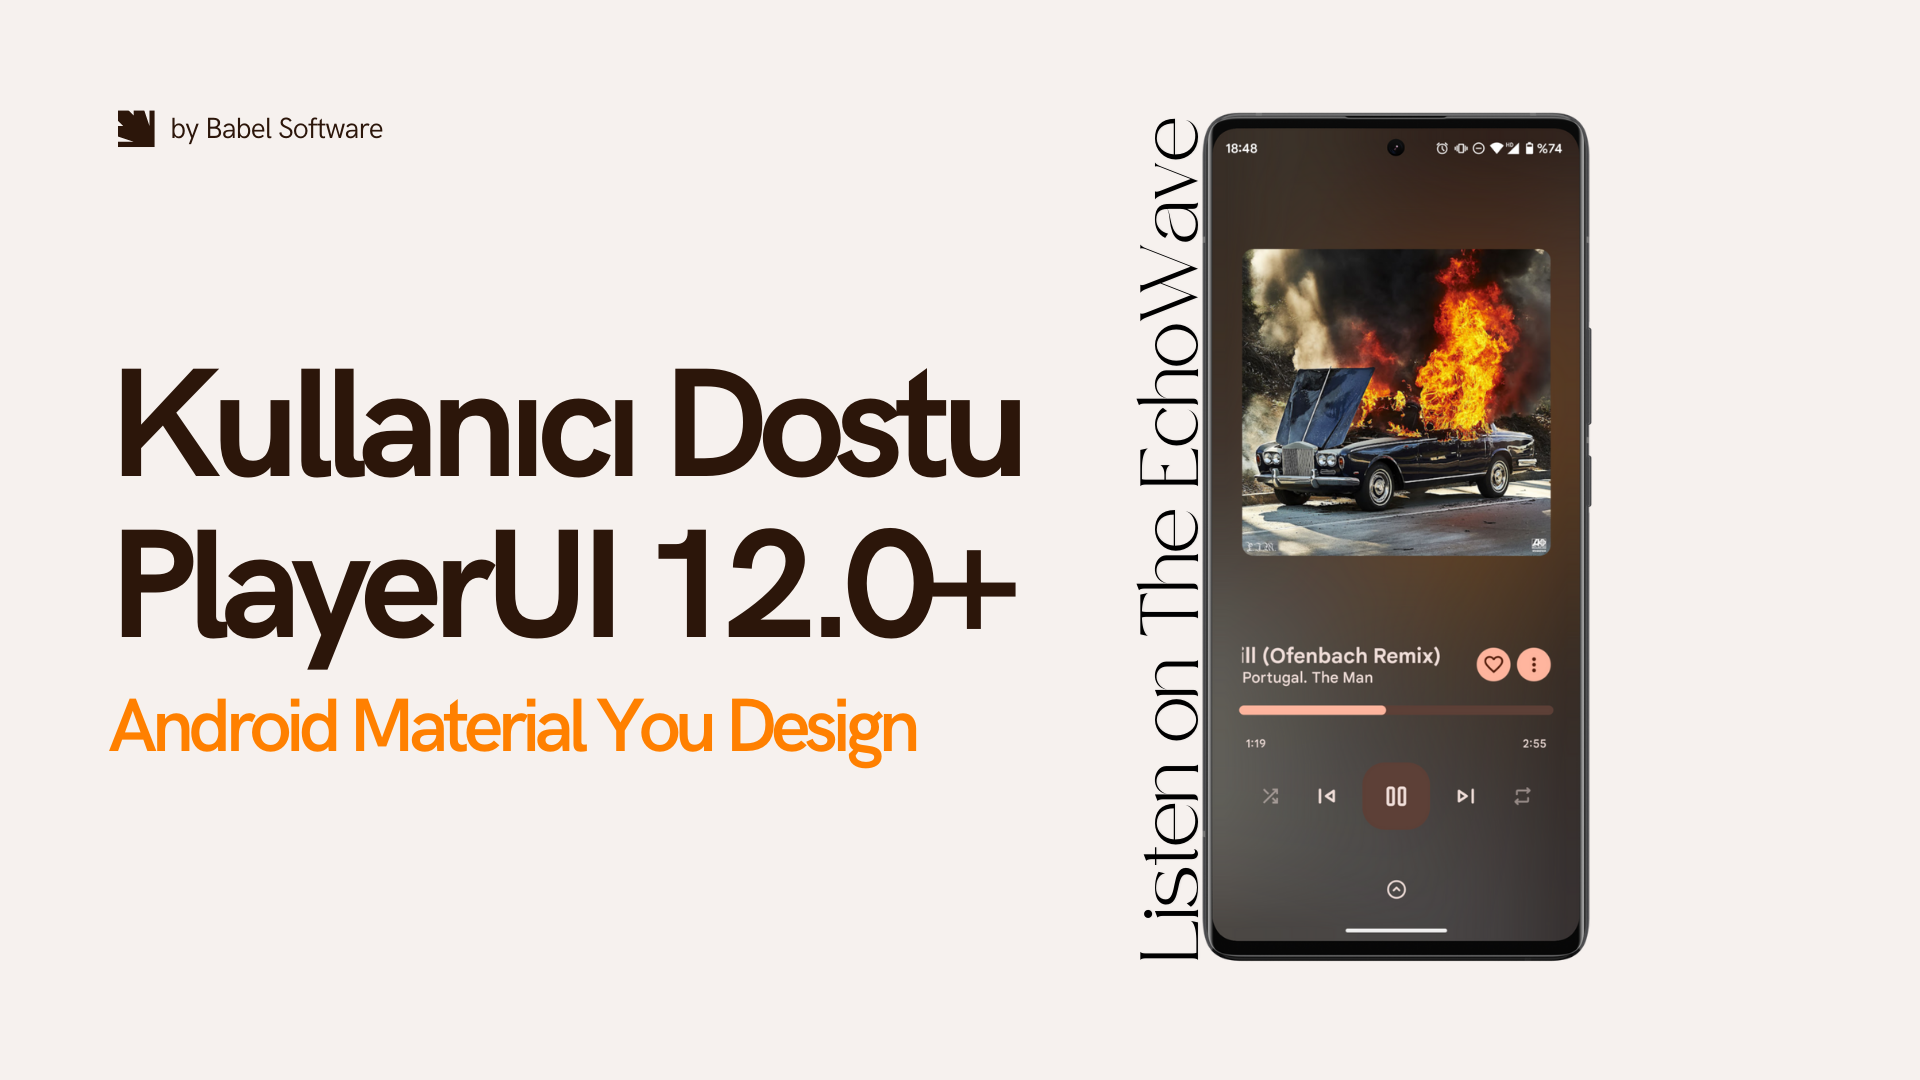 by Babel Software
Kullanıcı Dostu
PlayerUI 12.0+
Android Material You Design
Listen on The EchoWave
18:48
%74
ill (Ofenbach Remix)
Portugal. The Man
1:19
2:55